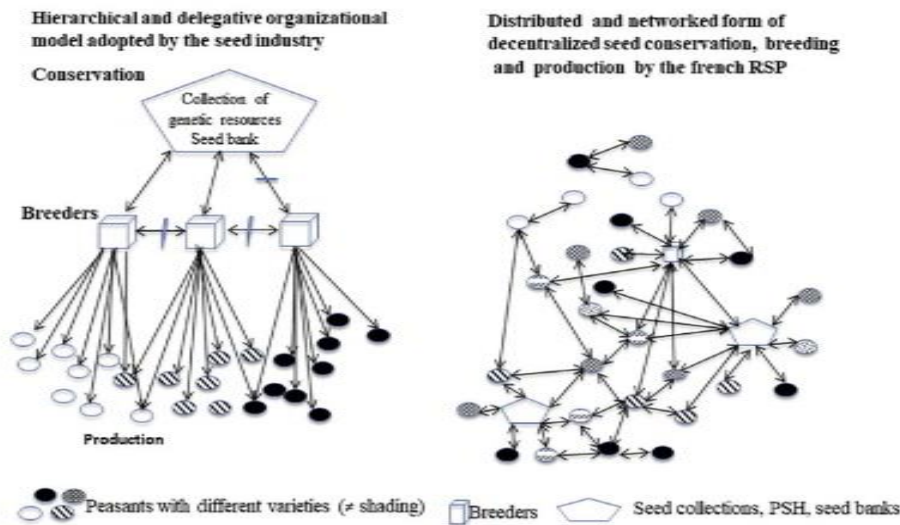 Hierarchical and delegative organizational
model adopted by the seed industry
Conservation
Collection of
genetic resources
Seed bank
Breeders
Production
Distributed and networked form of
decentralized seed conservation, breeding
and production by the french RSP
Peasants with different varieties (≠ shading)
Breeders
Seed collections, PSH, seed banks